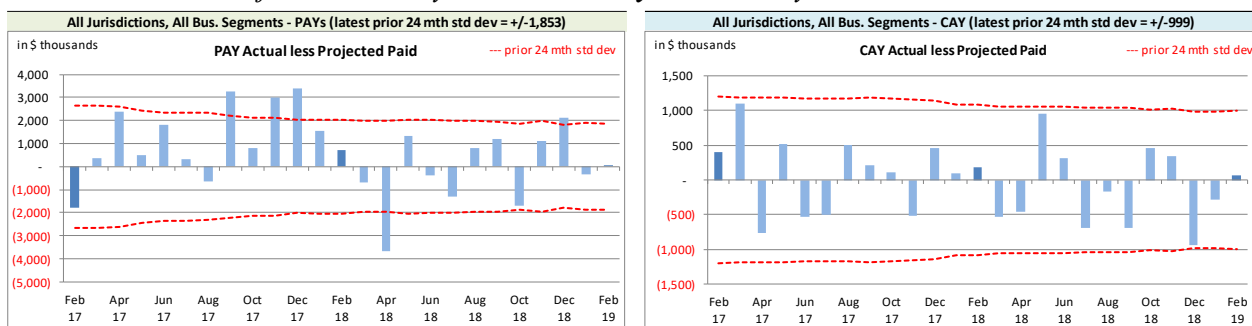 All Jurisdictions, All Bus. Segments - PAYs (latest prior 24 mth std dev = +/-1,853)
in $ thousands
PAY Actual less Projected Paid
--- prior 24 mth std dev
4,000
3,000
2,000
1,000
-
(1,000)
(2,000)
(3,000)
(4,000)
(5,000)
Feb Apr Jun Aug Oct Dec Feb Apr Jun Aug Oct Dec Feb
17 17 17 17 17 17 18 18 18 18 18 18 19
All Jurisdictions, All Bus. Segments - CAY (latest prior 24 mth std dev = +/-999)
in $ thousands
CAY Actual less Projected Paid
--- prior 24 mth std dev
1,500
1,000
500
-
(500)
(1,000)
(1,500)
Feb Apr Jun Aug Oct Dec Feb Apr Jun Aug Oct Dec Feb
17 17 17 17 17 17 18 18 18 18 18 18 19